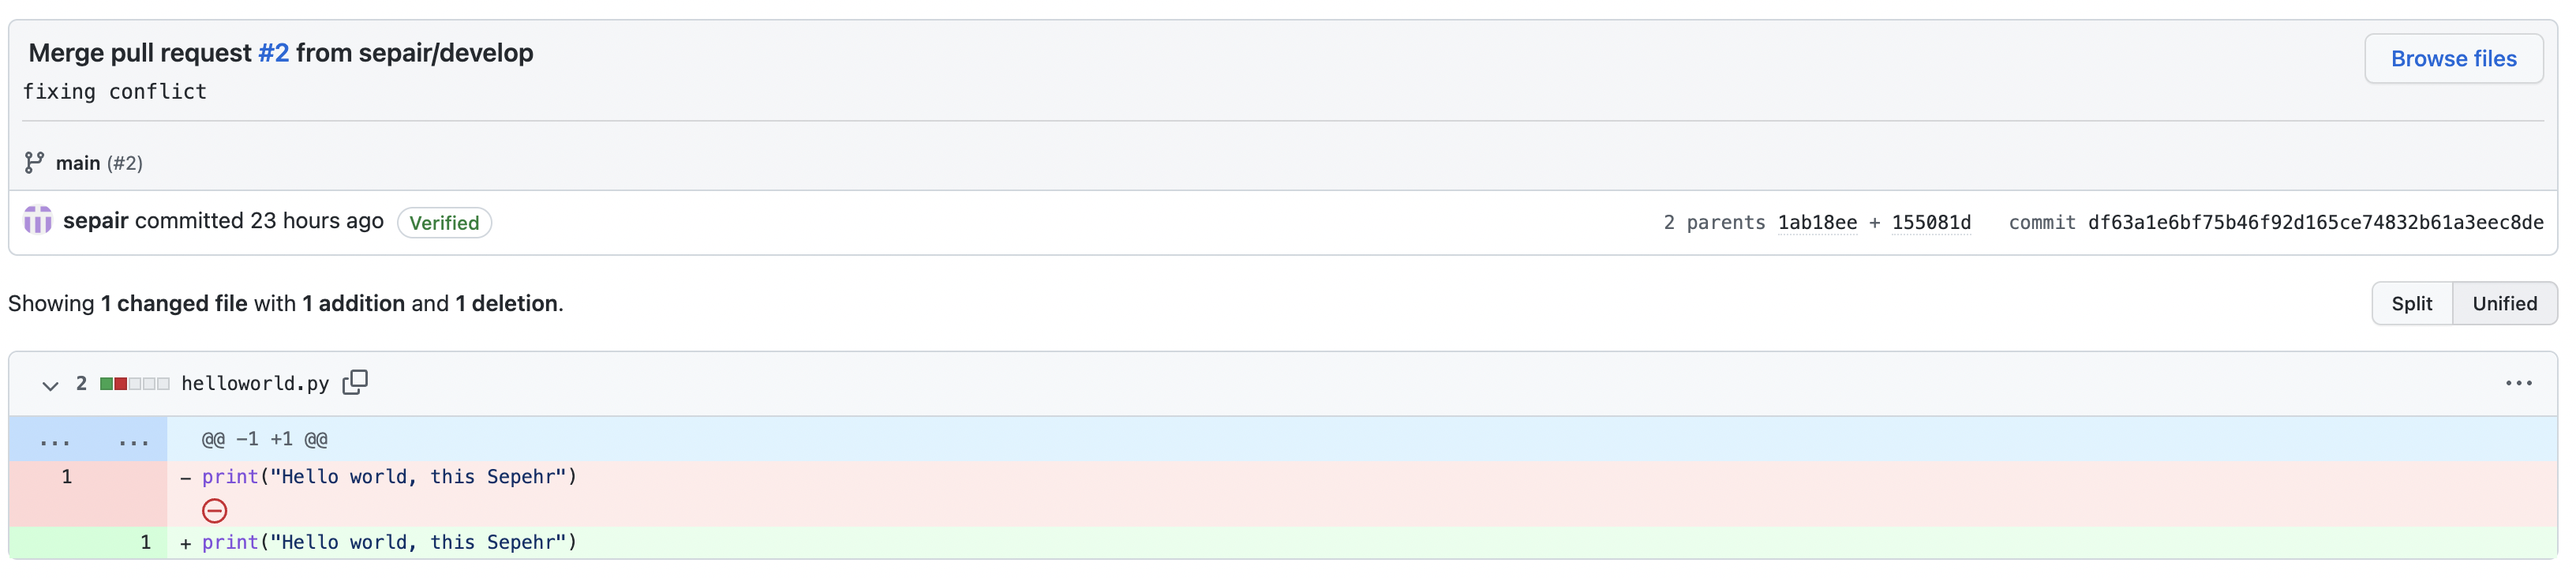 Merge pull request #2 from sepair/develop
Browse files
fixing conflict
main (#2)
sepair committed 23 hours ago Verified 2 parents 1ab18ee + 155081d commit df63a1e6bf75b46f92d165ce74832b61a3eec8de
Showing 1 changed file with 1 addition and 1 deletion.
Split Unified
2 helloworld.py
... ... @@ -1 +1 @@
1 - print("Hello world, this Sepehr")
1 + print("Hello world, this Sepehr")